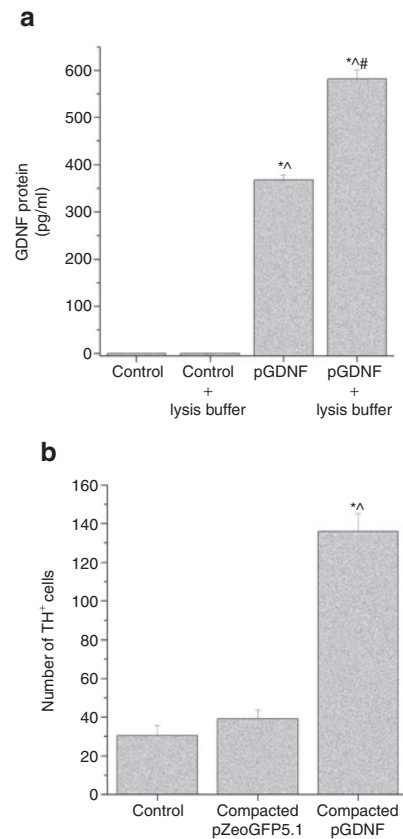 a
GDNF protein
(pg/ml)
600
500
400
300
200
100
0
*^
*^#
Control
Control
+
lysis buffer
pGDNF
pGDNF
+
lysis buffer
b
Number of TH⁺ cells
160
140
120
100
80
60
40
20
0
*^
Control
Compacted
pZeoGFP5.1
Compacted
pGDNF